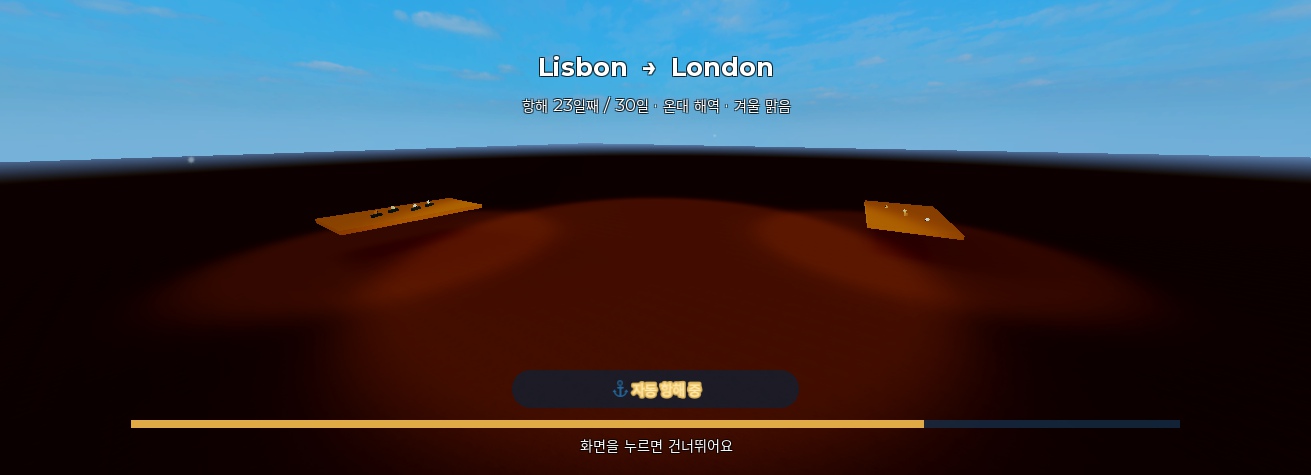 Lisbon → London
항해 23일째 / 30일 · 온대 해역 · 겨울 맑음
⚓ 자동 항해 중
화면을 누르면 건너뛰어요